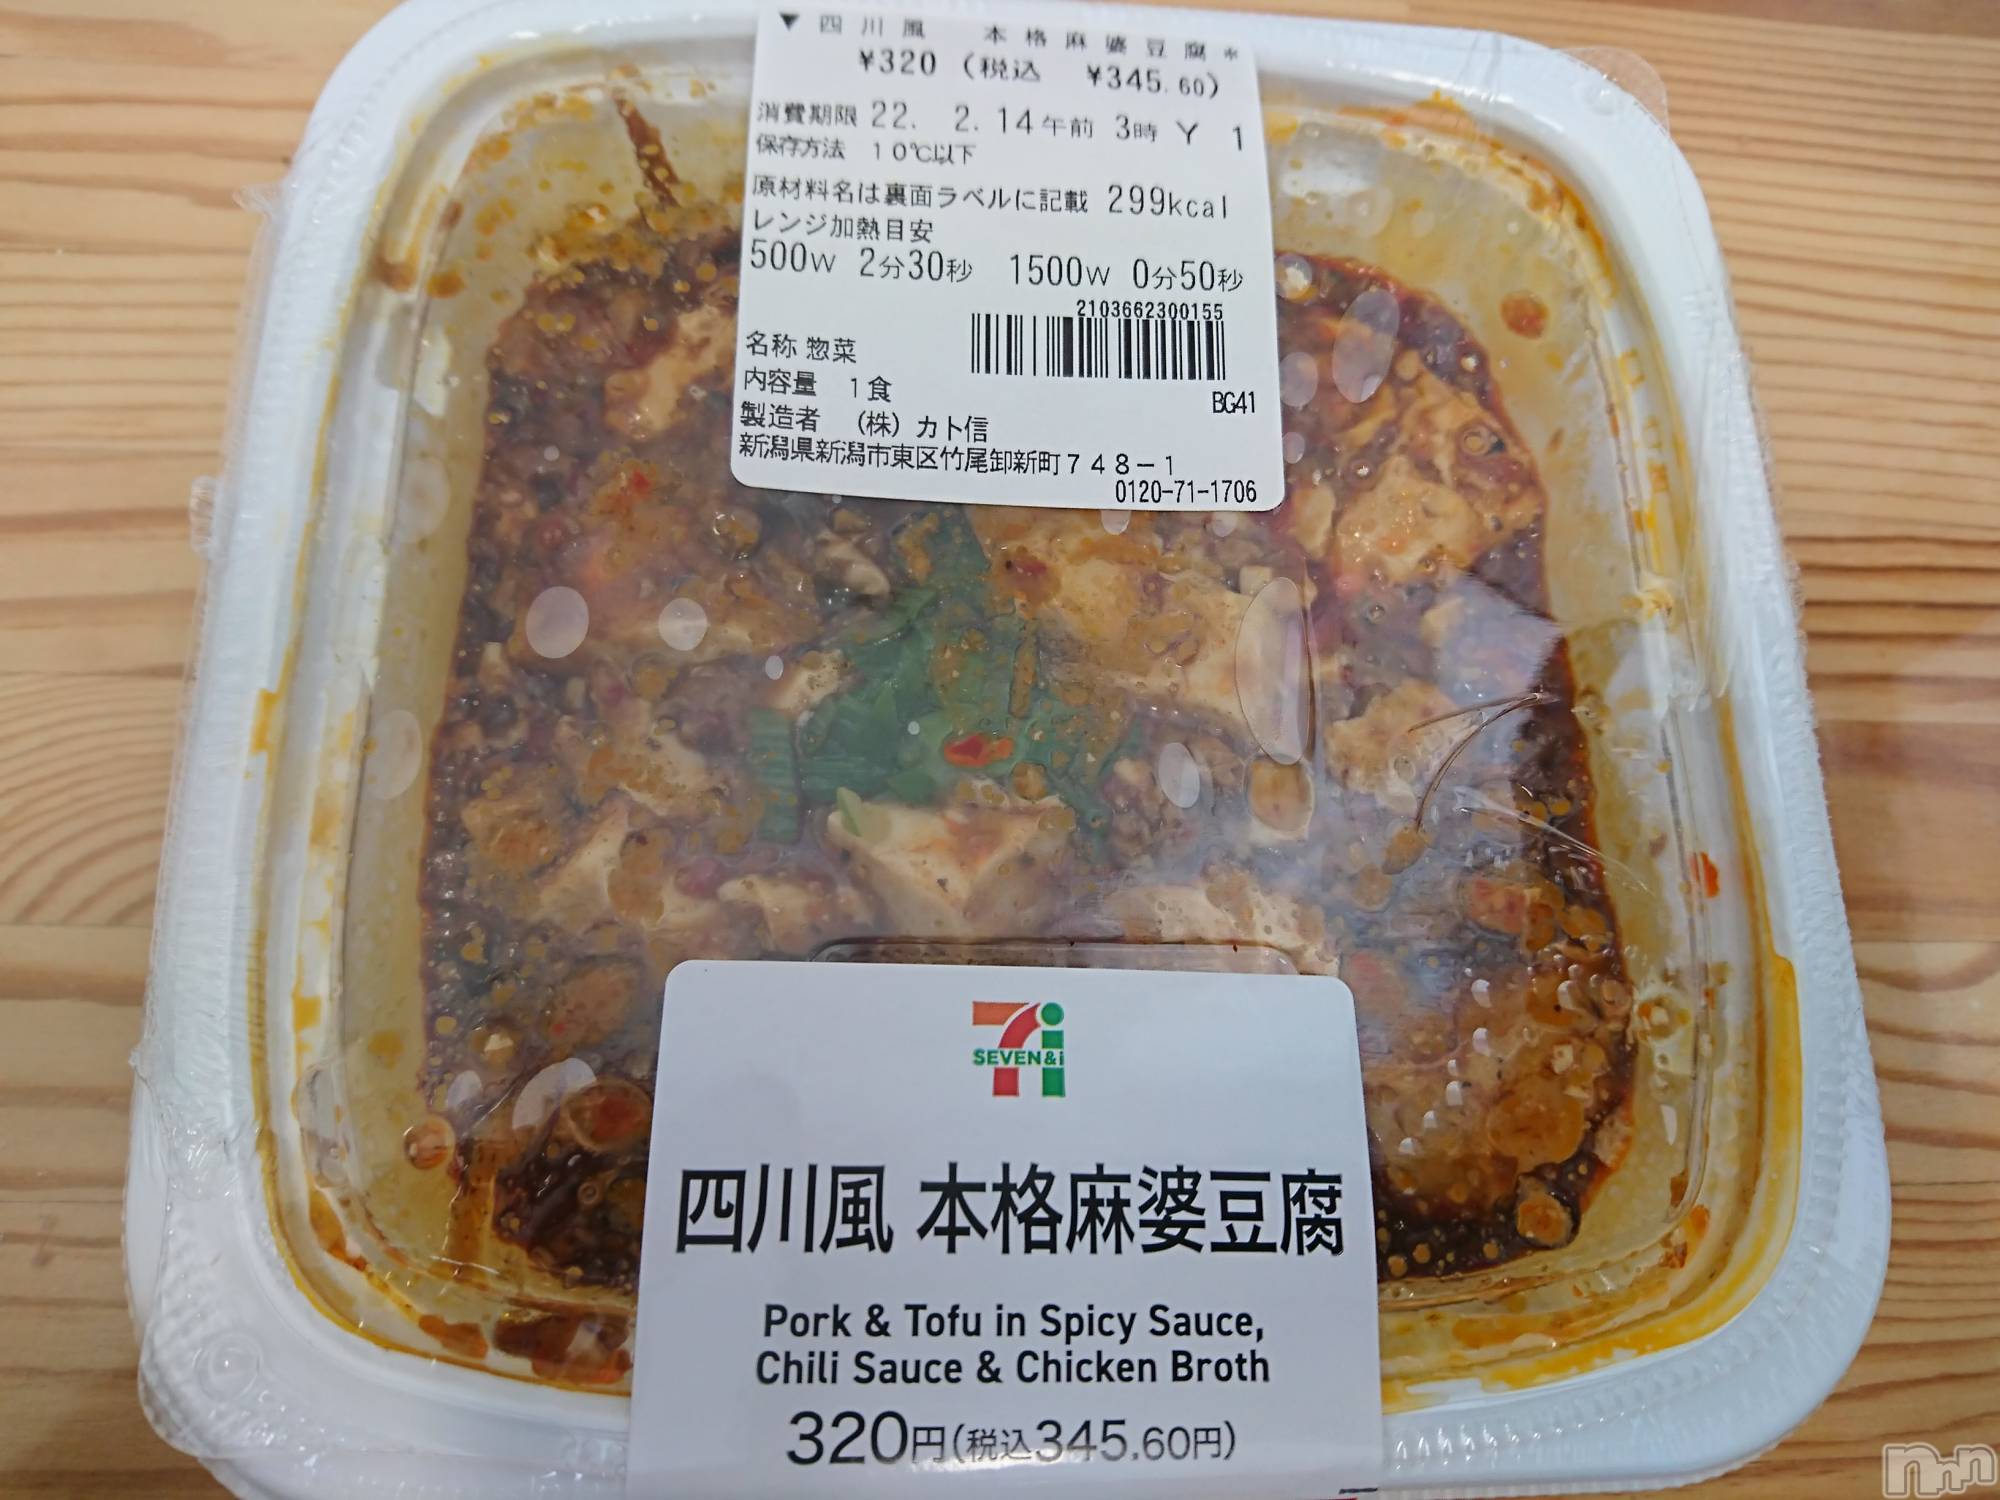 ▼四川風 本格麻婆豆腐*
¥320 (税込 ¥345.60)
消費期限 22. 2. 14午前 3時 Y 1
保存方法 10℃以下
原材料名は裏面ラベルに記載 299kcal
レンジ加熱目安
500W 2分30秒 1500W 0分50秒
2103662300155
名称 惣菜
内容量 1食
BG41
製造者 (株)カト信
新潟県新潟市東区竹尾卸新町748-1
0120-71-1706
SEVEN&i
四川風 本格麻婆豆腐
Pork & Tofu in Spicy Sauce,
Chili Sauce & Chicken Broth
320円(税込345.60円)
nnn